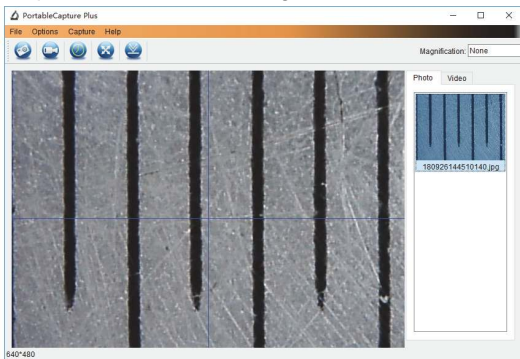 PortableCapture Plus
File Options Capture Help
Magnification: None
Photo Video
180926144510140.jpg
640*480